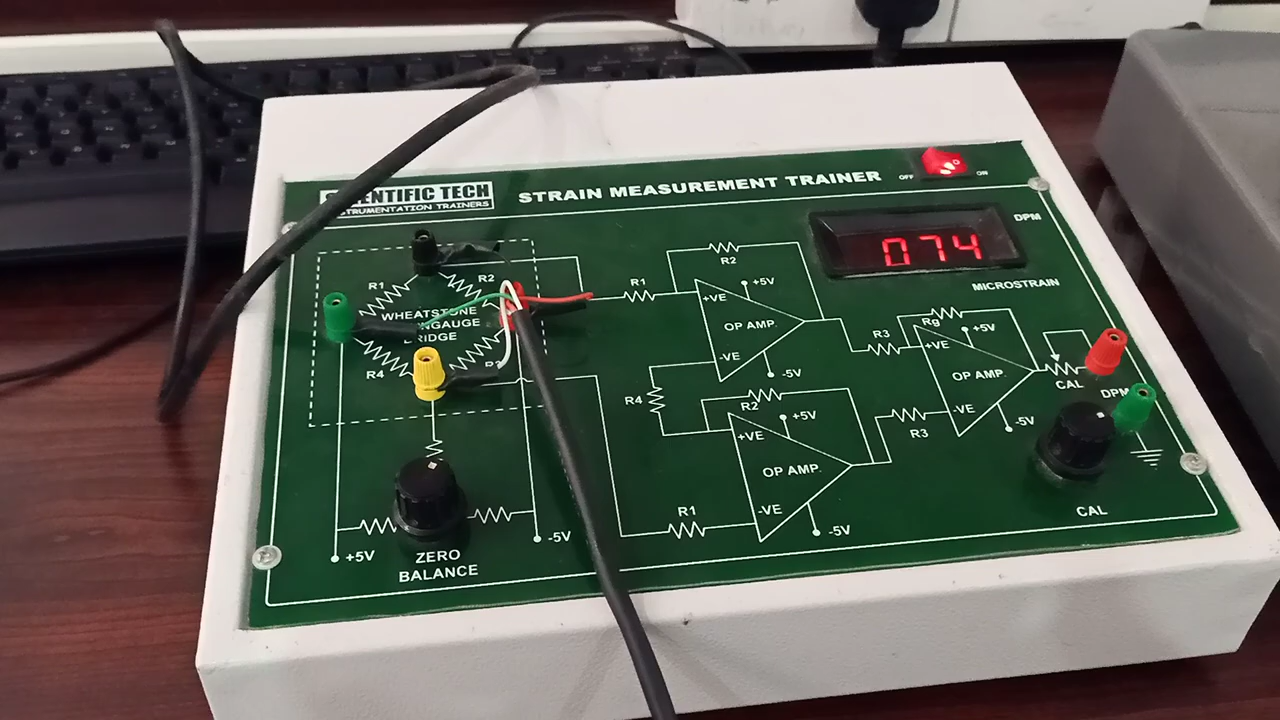 SCIENTIFIC TECH
INSTRUMENTATION TRAINERS
STRAIN MEASUREMENT TRAINER
OFF
ON
DPM
074
MICROSTRAIN
R1
R2
WHEATSTONE
BRIDGE
R4
R1
R2
+VE
+5V
OP AMP.
-VE
-5V
R4
R2
+5V
+VE
OP AMP.
-VE
-5V
R1
R3
Rg
+5V
+VE
OP AMP.
-VE
-5V
R3
CAL
DPM
CAL
+5V
-5V
ZERO
BALANCE